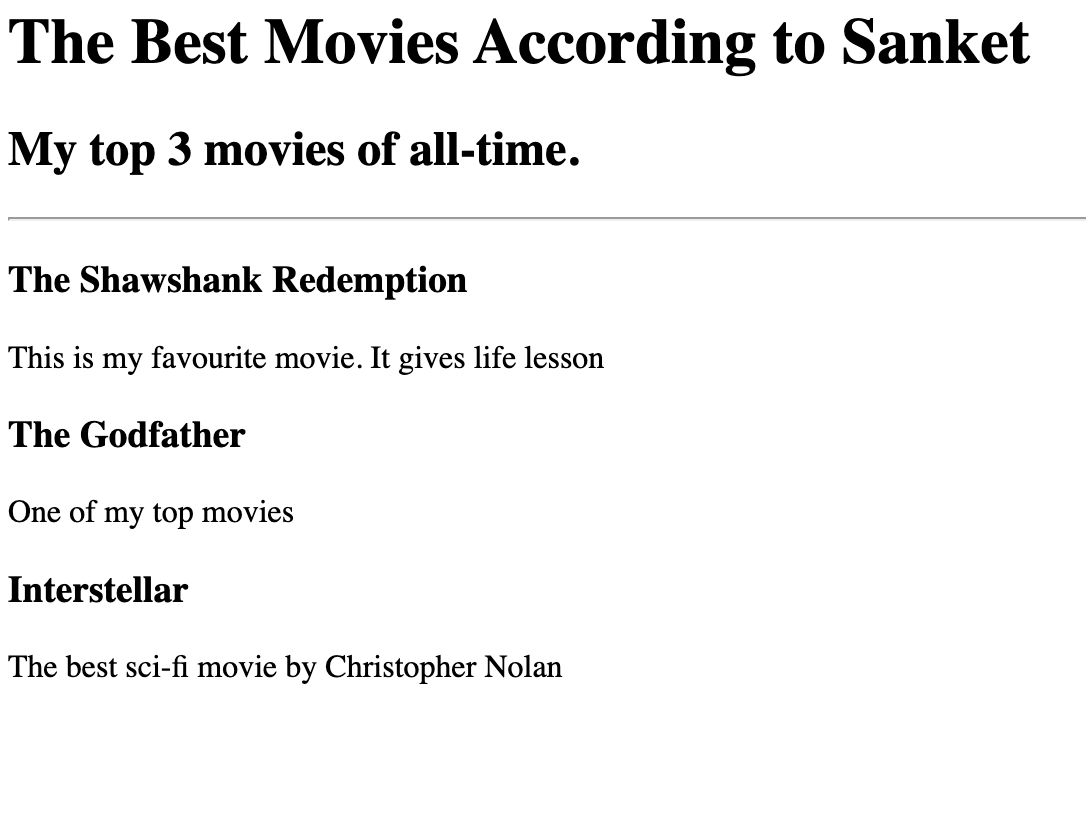 The Best Movies According to Sanket
My top 3 movies of all-time.
The Shawshank Redemption
This is my favourite movie. It gives life lesson
The Godfather
One of my top movies
Interstellar
The best sci-fi movie by Christopher Nolan